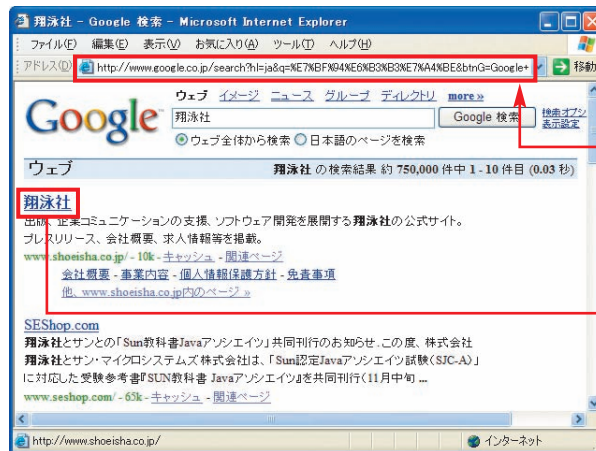 翔泳社 - Google 検索 - Microsoft Internet Explorer
ファイル(F) 編集(E) 表示(V) お気に入り(A) ツール(T) ヘルプ(H)
アドレス(D) http://www.google.co.jp/search?hl=ja&q=%E7%BF%94%E6%B3%B3%E7%A4%BE&btnG=Google+ 移動
ウェブ イメージ ニュース グループ ディレクトリ more »
Google 翔泳社 Google 検索 検索オプシ
表示設定
ウェブ全体から検索 日本語のページを検索
ウェブ 翔泳社 の検索結果 約 750,000 件中 1 - 10 件目 (0.03 秒)
翔泳社
出版、企業コミュニケーションの支援、ソフトウェア開発を展開する翔泳社の公式サイト。
プレスリリース、会社概要、求人情報等を掲載。
www.shoeisha.co.jp/ - 10k - キャッシュ - 関連ページ
会社概要 - 事業内容 - 個人情報保護方針 - 免責事項
他、www.shoeisha.co.jp内のページ »
SEShop.com
翔泳社とサンとの「Sun教科書Javaアソシエイツ」共同刊行のお知らせ.この度、株式会社
翔泳社とサン・マイクロシステムズ株式会社は、「Sun認定Javaアソシエイツ試験(SJC-A)」
に対応した受験参考書『SUN教科書 Javaアソシエイツ』を共同刊行(11月中旬 ...
www.seshop.com/ - 65k - キャッシュ - 関連ページ
http://www.shoeisha.co.jp/ インターネット